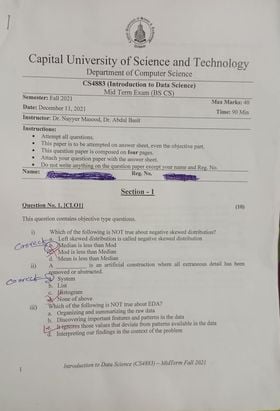 Capital University of Science and Technology
Department of Computer Science
CS4883 (Introduction to Data Science)
Mid Term Exam (BS CS)
Semester: Fall 2021
Max Marks: 40
Date: December 11, 2021
Time: 90 Min
Instructor: Dr. Nayyer Masood, Dr. Abdul Basit
Instructions:
• Attempt all questions.
• This paper is to be attempted on answer sheet, even the objective part.
• This question paper is composed on four pages.
• Attach your question paper with the answer sheet.
• Do not write anything on the question paper except your name and Reg. No.
Name: Reg. No.
Section - 1
Question No. 1. [CLO1] (10)
This question contains objective type questions.
i) Which of the following is NOT true about negative skewed distribution?
a. Left skewed distribution is called negative skewed distribution
Median is less than Mod
Mod is less than Median
d. Mean is less than Median
ii) A is an artificial construction where all extraneous detail has been
removed or abstracted.
System
b. List
c. Histogram
None of above
iii) Which of the following is NOT true about EDA?
a. Organizing and summarizing the raw data
b. Discovering important features and patterns in the data
It ignores those values that deviate from patterns available in the data
d. Interpreting our findings in the context of the problem
Introduction to Data Science (CS4883) – MidTerm Fall 2021